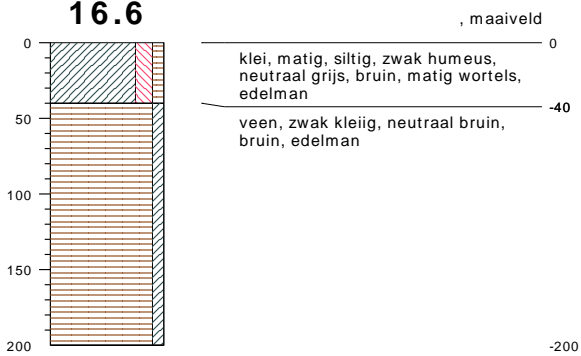 16.6
, maaiveld
0
0
klei, matig, siltig, zwak humeus,
neutraal grijs, bruin, matig wortels,
edelman
-40
50
veen, zwak kleiig, neutraal bruin,
bruin, edelman
100
150
200
-200